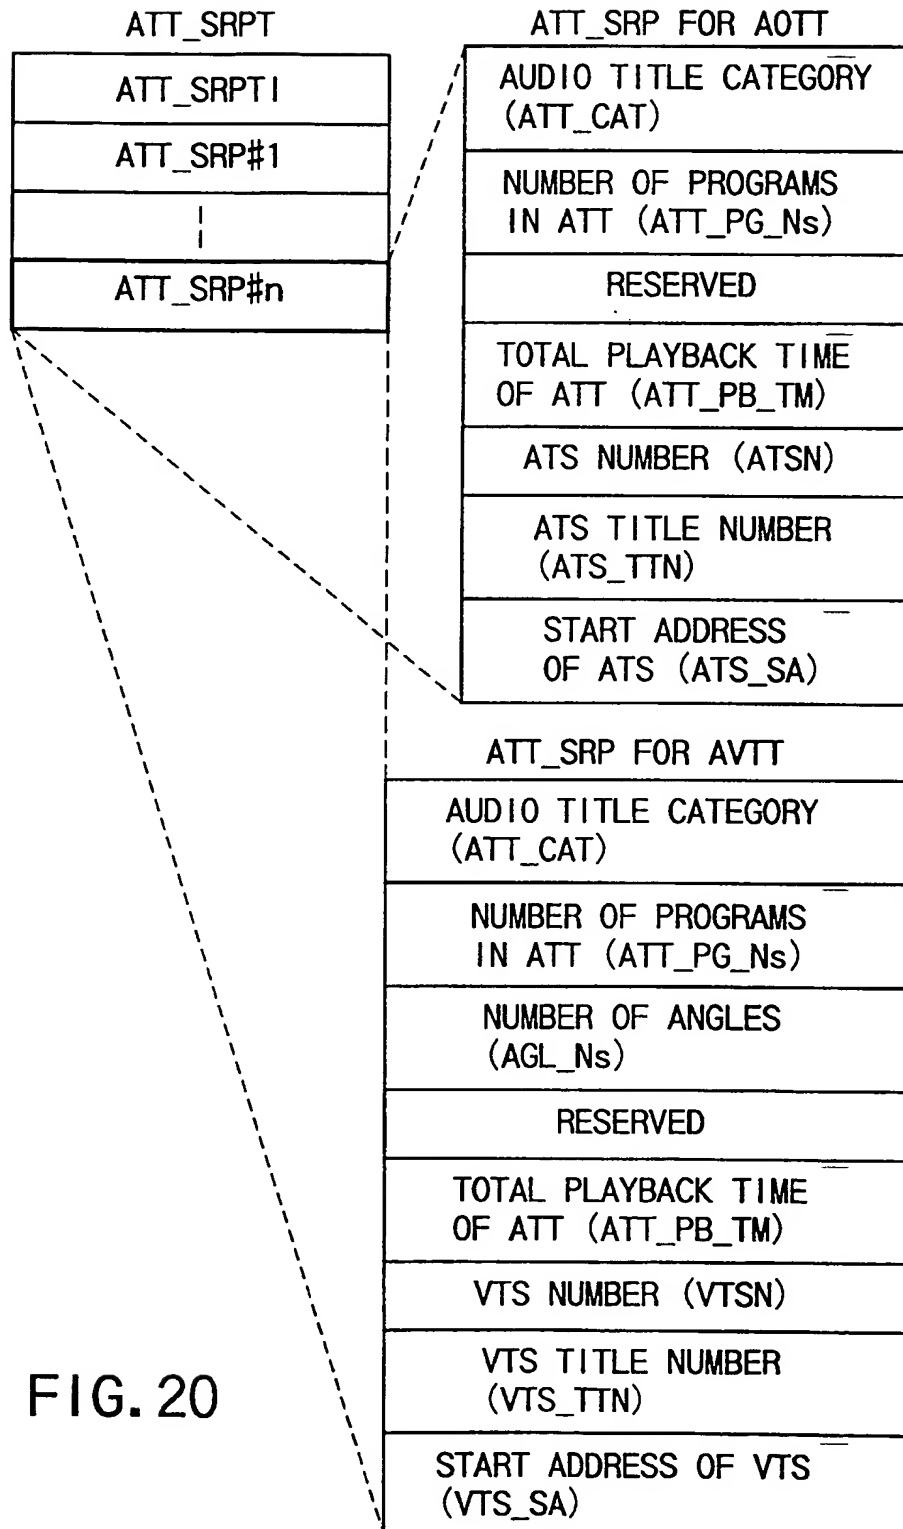 ATT_SRPT
ATT_SRPTI
ATT_SRP#1
ATT_SRP#n
ATT_SRP FOR AOTT
AUDIO TITLE CATEGORY
(ATT_CAT)
NUMBER OF PROGRAMS
IN ATT (ATT_PG_Ns)
RESERVED
TOTAL PLAYBACK TIME
OF ATT (ATT_PB_TM)
ATS NUMBER (ATSN)
ATS TITLE NUMBER
(ATS_TTN)
START ADDRESS
OF ATS (ATS_SA)
ATT_SRP FOR AVTT
AUDIO TITLE CATEGORY
(ATT_CAT)
NUMBER OF PROGRAMS
IN ATT (ATT_PG_Ns)
NUMBER OF ANGLES
(AGL_Ns)
RESERVED
TOTAL PLAYBACK TIME
OF ATT (ATT_PB_TM)
VTS NUMBER (VTSN)
VTS TITLE NUMBER
(VTS_TTN)
START ADDRESS OF VTS
(VTS_SA)
FIG. 20